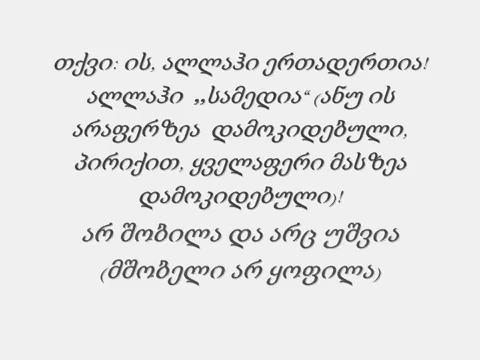 თქვი: ის, ალლაჰი ერთადერთია!
ალლაჰი „სამედია“ (ანუ ის
არაფერზეა დამოკიდებული,
პირიქით, ყველაფერი მასზეა
დამოკიდებული)!
არ შობილა და არც უშვია
(მშობელი არ ყოფილა)